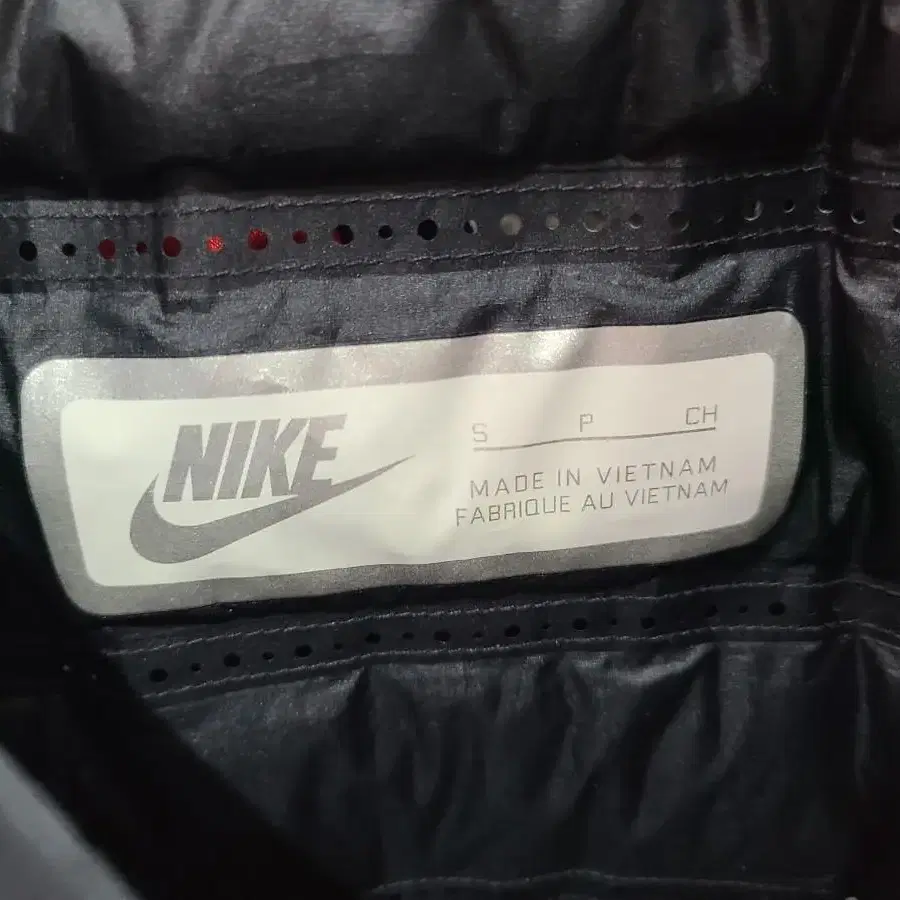 NIKE
S P CH
MADE IN VIETNAM
FABRIQUE AU VIETNAM